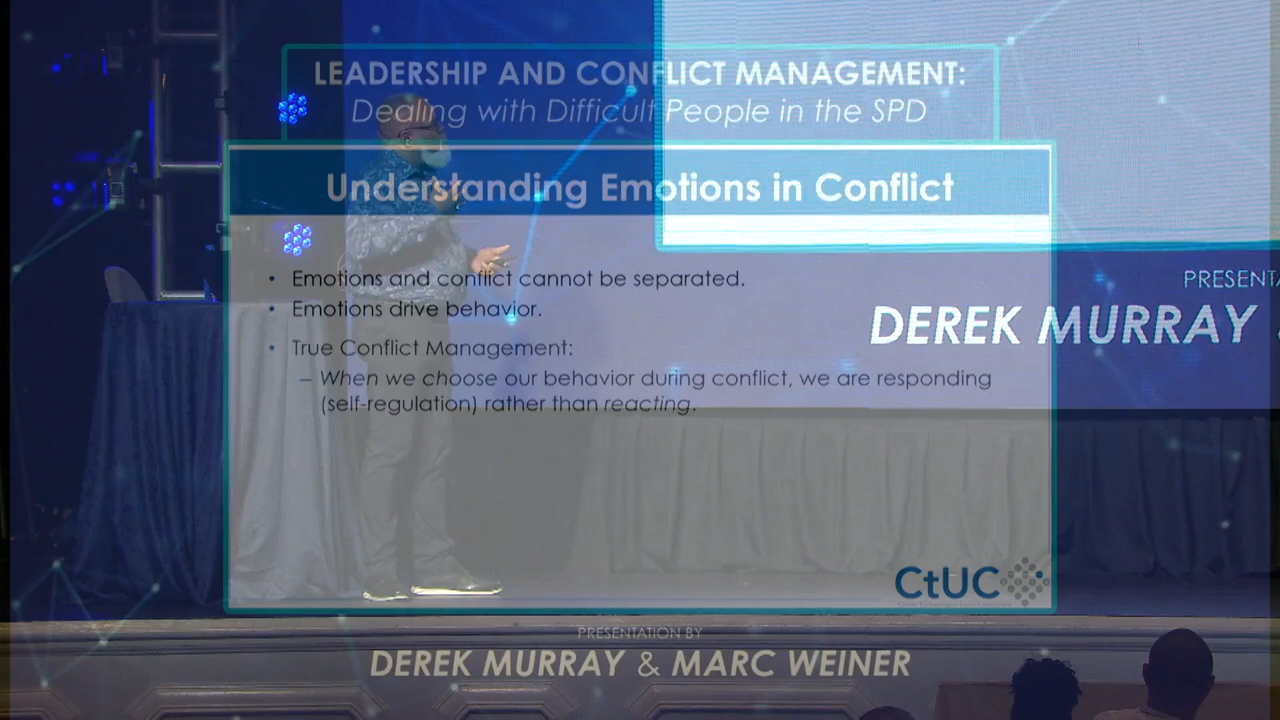 LEADERSHIP AND CONFLICT MANAGEMENT:
Dealing with Difficult People in the SPD
Understanding Emotions in Conflict
• Emotions and conflict cannot be separated.
• Emotions drive behavior.
• True Conflict Management:
– When we choose our behavior during conflict, we are responding
(self-regulation) rather than reacting.
PRESENTA
DEREK MURRAY
CtUC
PRESENTATION BY
DEREK MURRAY & MARC WEINER